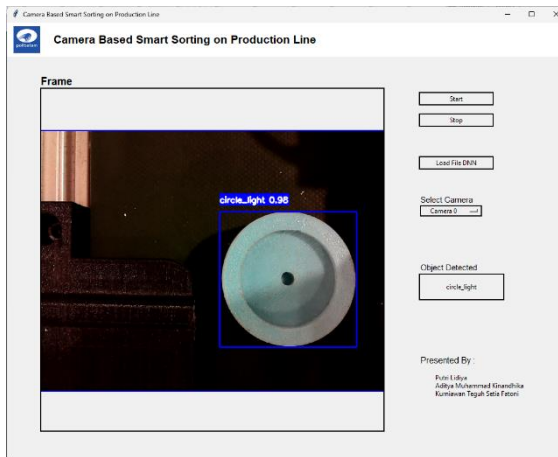 Camera Based Smart Sorting on Production Line
Camera Based Smart Sorting on Production Line
Frame
circle_light 0.98
Start
Stop
Load File DNN
Select Camera
Camera 0
Object Detected
circle_light
Presented By :
Putri Lidiya
Aditya Muhammad Kinandhika
Kurniawan Teguh Setia Fatoni